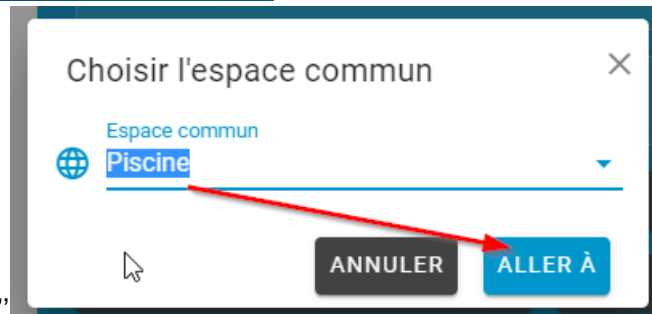 Choisir l'espace commun
Espace commun
Piscine
ANNULER ALLER À
,,